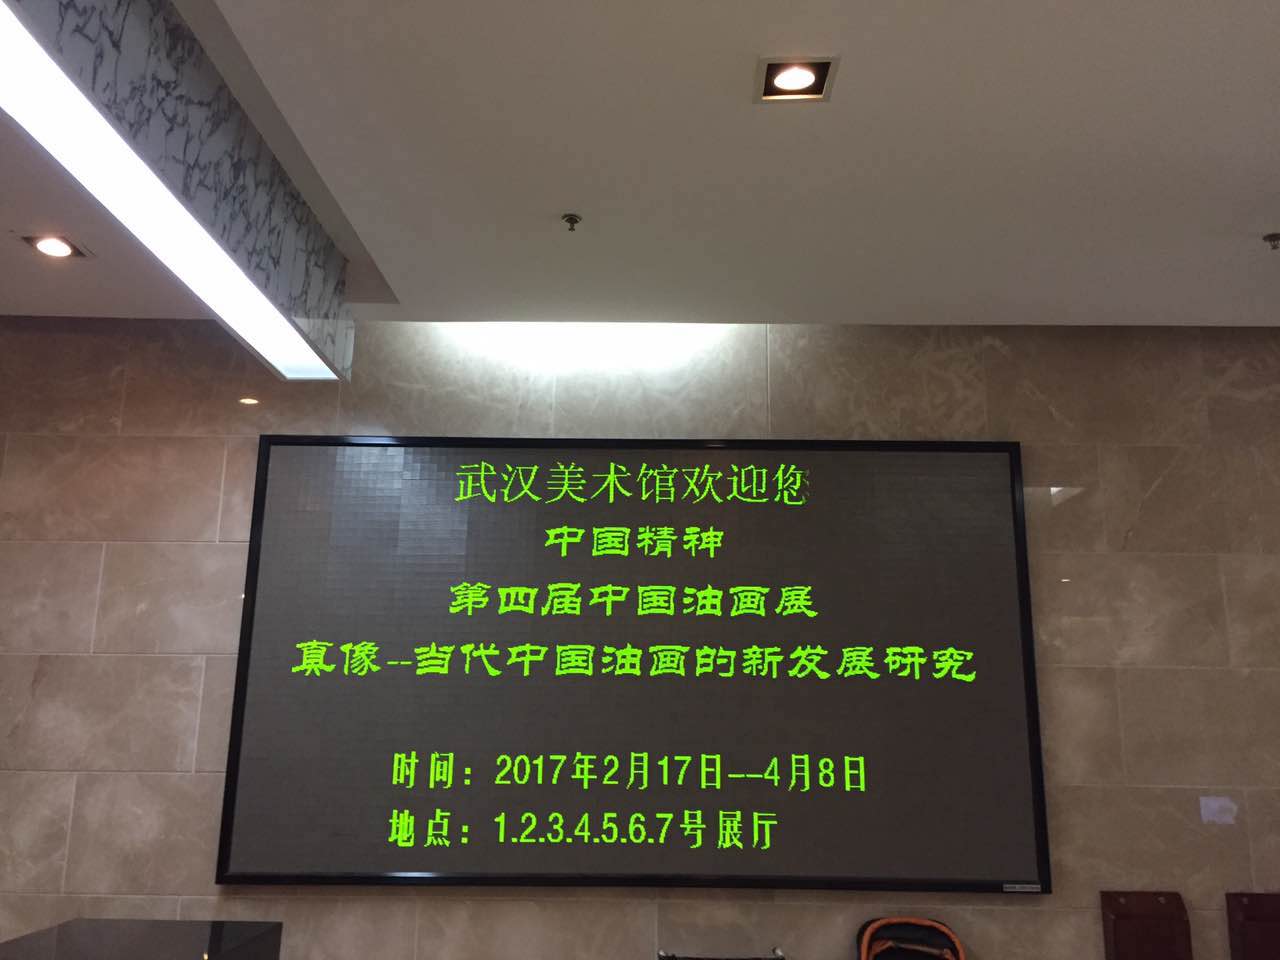 武汉美术馆欢迎您
中国精神
第四届中国油画展
真像--当代中国油画的新发展研究
时间：2017年2月17日--4月8日
地点：1.2.3.4.5.6.7号展厅